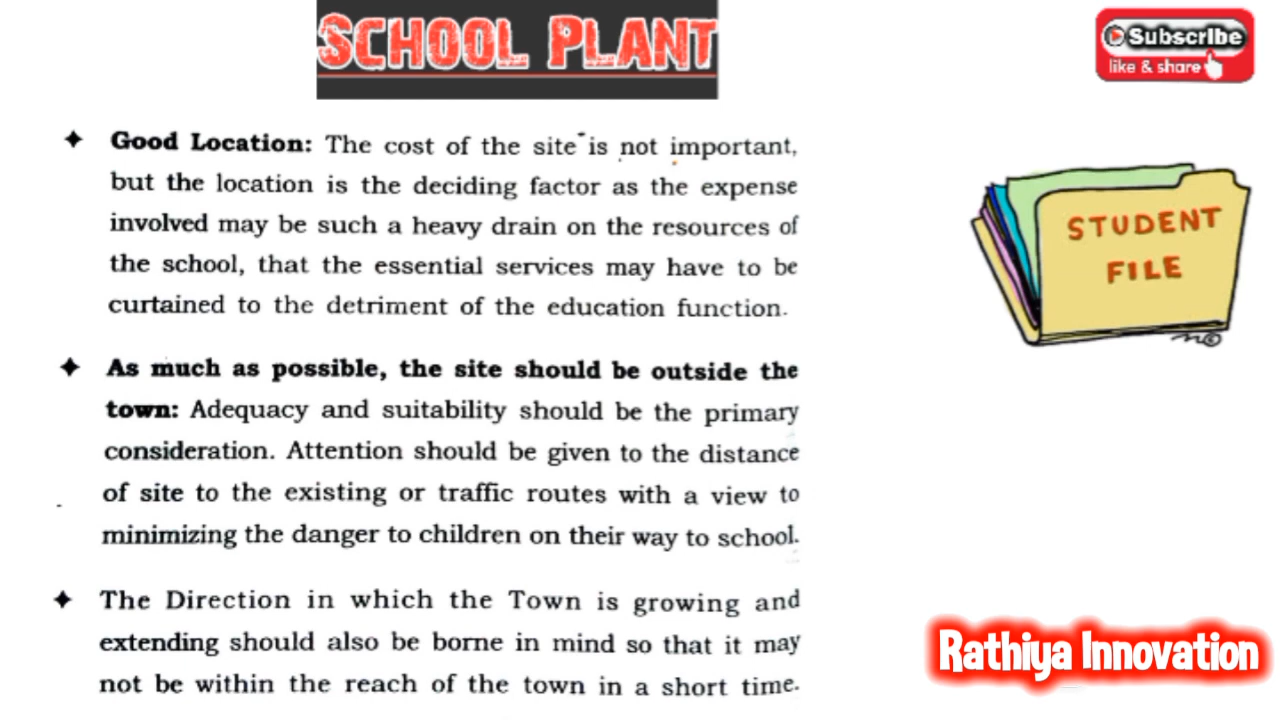 SCHOOL PLANT
Subscribe
like & share
✦ Good Location: The cost of the site is not important,
but the location is the deciding factor as the expense
involved may be such a heavy drain on the resources of
the school, that the essential services may have to be
curtained to the detriment of the education function.
✦ As much as possible, the site should be outside the
town: Adequacy and suitability should be the primary
consideration. Attention should be given to the distance
of site to the existing or traffic routes with a view to
minimizing the danger to children on their way to school.
✦ The Direction in which the Town is growing and
extending should also be borne in mind so that it may
not be within the reach of the town in a short time.
STUDENT
FILE
Rathiya Innovation